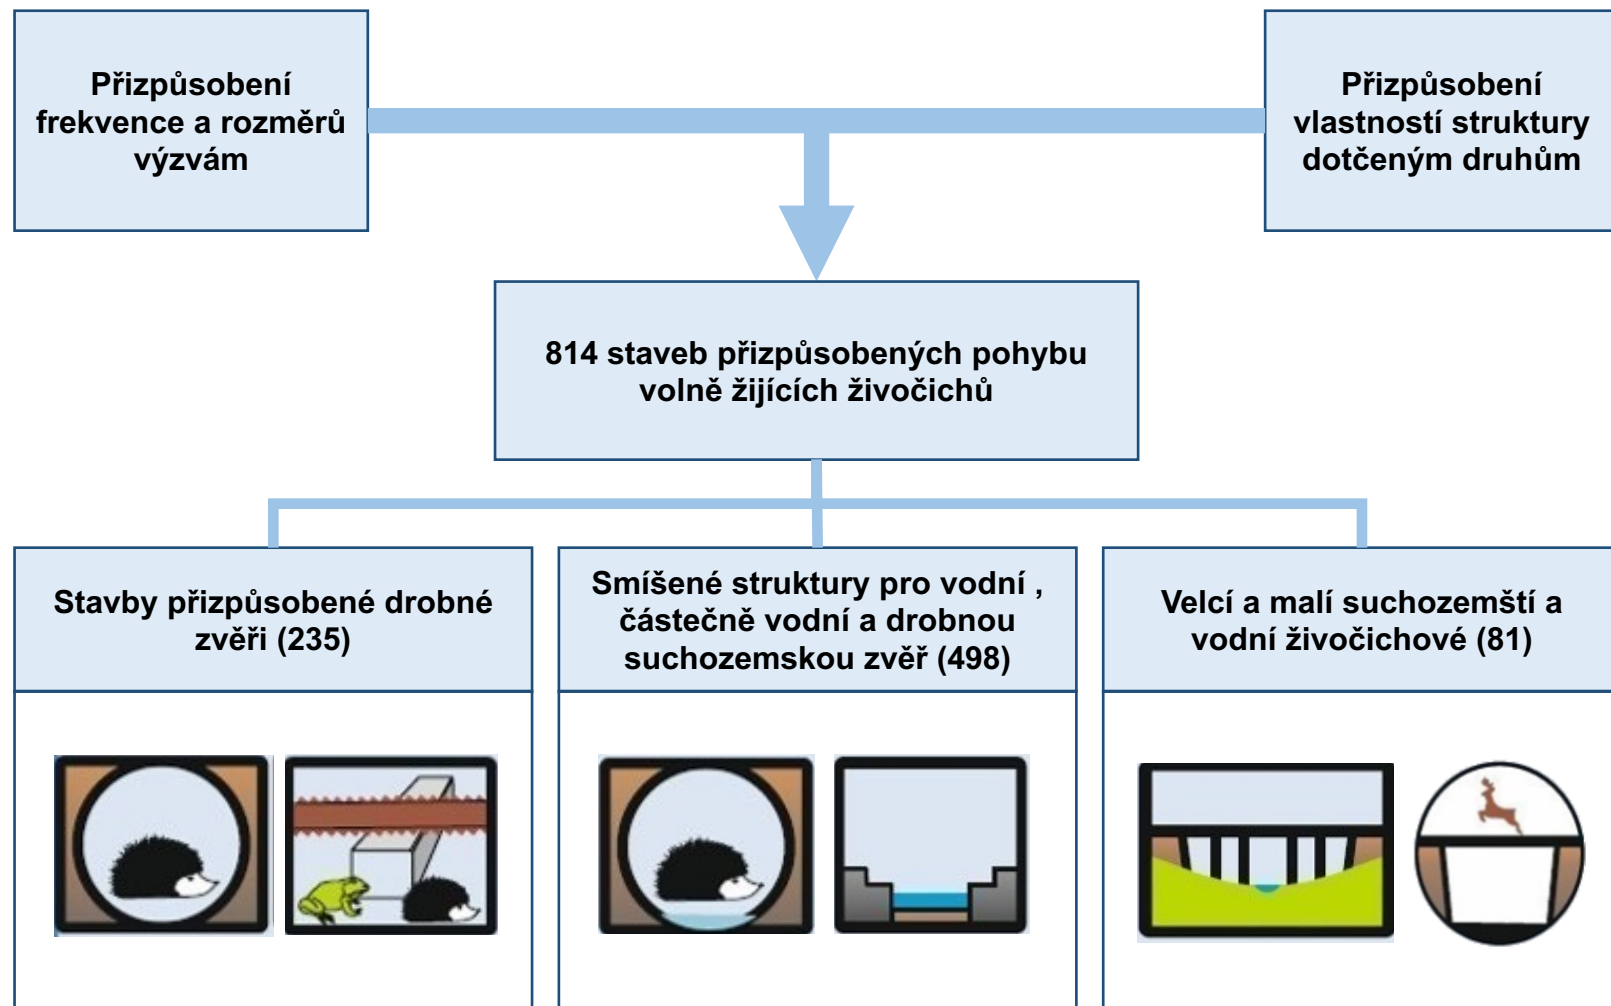 Přizpůsobení
frekvence a rozměrů
výzvám
Přizpůsobení
vlastností struktury
dotčeným druhům
814 staveb přizpůsobených pohybu
volně žijících živočichů
Stavby přizpůsobené drobné
zvěři (235)
Smíšené struktury pro vodní ,
částečně vodní a drobnou
suchozemskou zvěř (498)
Velcí a malí suchozemští a
vodní živočichové (81)